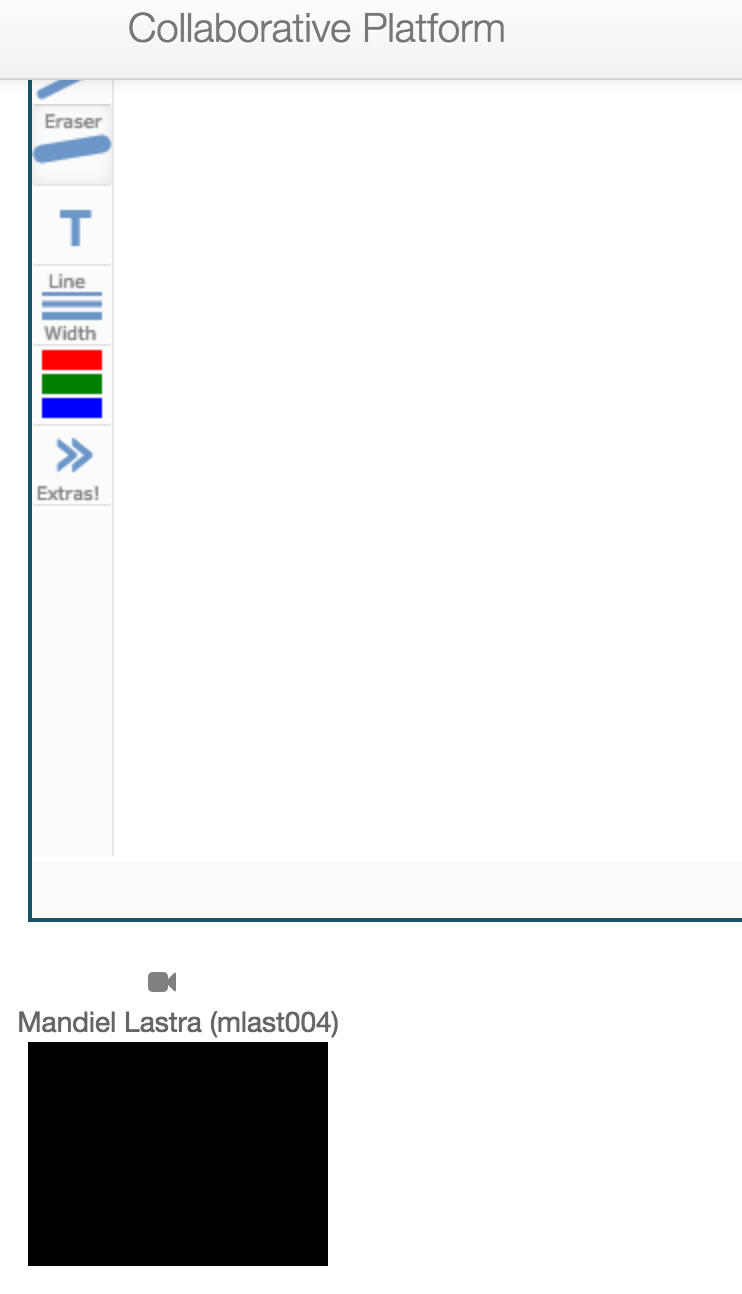 Collaborative Platform
Eraser
T
Line
Width
Extras!
Mandiel Lastra (mlast004)